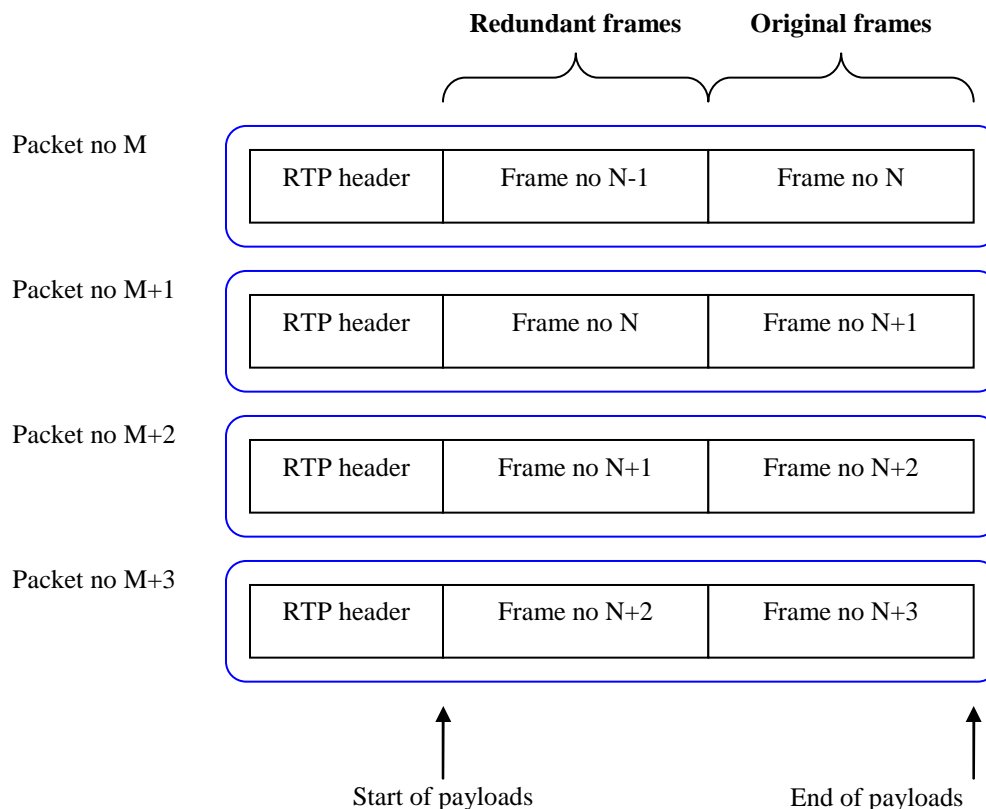 Redundant frames Original frames
Packet no M
RTP header Frame no N-1 Frame no N
Packet no M+1
RTP header Frame no N Frame no N+1
Packet no M+2
RTP header Frame no N+1 Frame no N+2
Packet no M+3
RTP header Frame no N+2 Frame no N+3
Start of payloads End of payloads